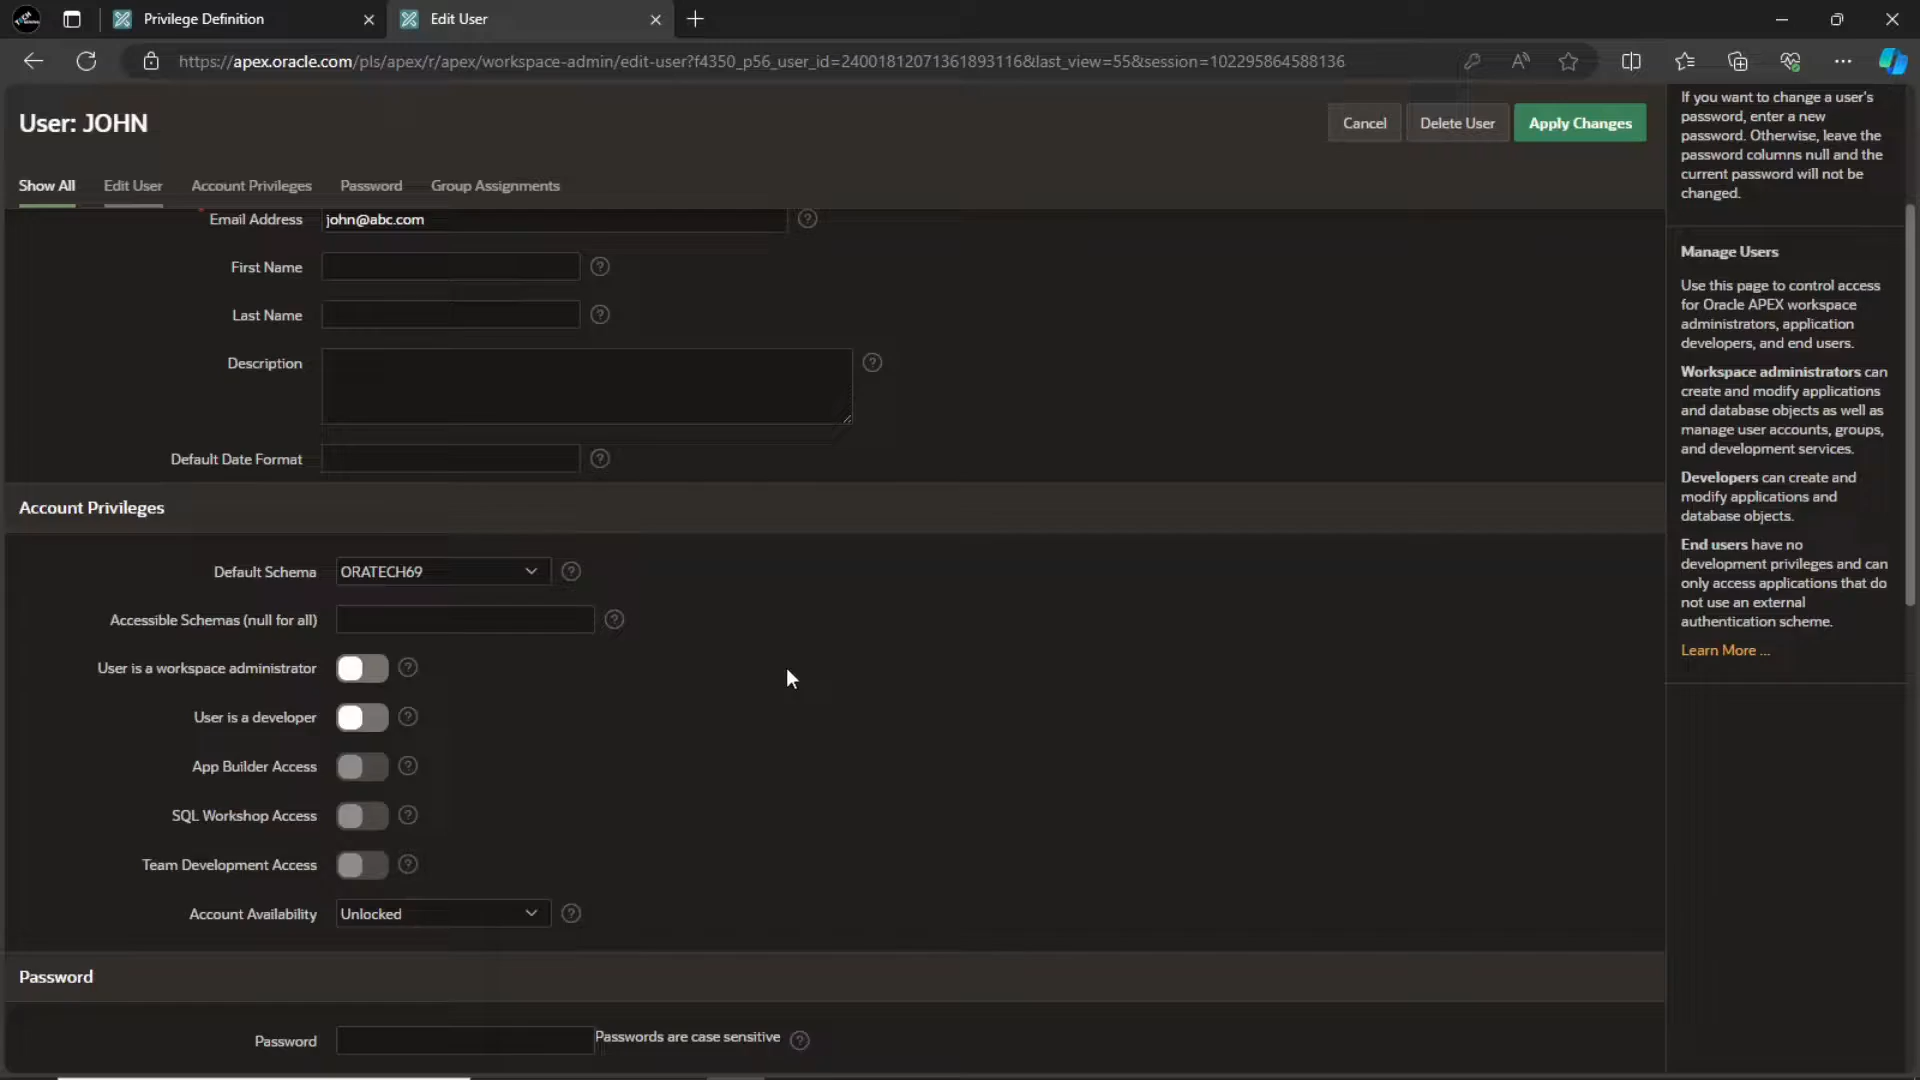 Privilege Definition
Edit User
https://apex.oracle.com/pls/apex/r/apex/workspace-admin/edit-user?f4350_p56_user_id=24001812071361893116&last_view=55&session=102295864588136
User: JOHN
Cancel
Delete User
Apply Changes
Show All
Edit User
Account Privileges
Password
Group Assignments
Email Address
john@abc.com
First Name
Last Name
Description
Default Date Format
Account Privileges
Default Schema
ORATECH69
Accessible Schemas (null for all)
User is a workspace administrator
User is a developer
App Builder Access
SQL Workshop Access
Team Development Access
Account Availability
Unlocked
Password
Password
Passwords are case sensitive
If you want to change a user's
password, enter a new
password. Otherwise, leave the
password columns null and the
current password will not be
changed.
Manage Users
Use this page to control access
for Oracle APEX workspace
administrators, application
developers, and end users.
Workspace administrators can
create and modify applications
and database objects as well as
manage user accounts, groups,
and development services.
Developers can create and
modify applications and
database objects.
End users have no
development privileges and can
only access applications that do
not use an external
authentication scheme.
Learn More ...